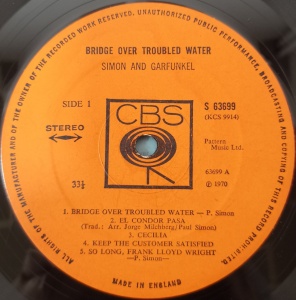 ALL RIGHTS OF THE MANUFACTURER AND OF THE OWNER OF THE RECORDED WORK RESERVED. UNAUTHORIZED PUBLIC PERFORMANCE, BROADCASTING AND COPYING OF THIS RECORD PROHIBITED
BRIDGE OVER TROUBLED WATER
SIMON AND GARFUNKEL
SIDE 1
CBS
S 63699
(KCS 9914)
STEREO
Pattern
Music Ltd.
33⅓
63699 A
℗ 1970
1. BRIDGE OVER TROUBLED WATER — P. Simon
2. EL CONDOR PASA
(Trad.: Arr. Jorge Milchberg/Paul Simon)
3. CECILIA
4. KEEP THE CUSTOMER SATISFIED
5. SO LONG, FRANK LLOYD WRIGHT
—P. Simon—
MADE IN ENGLAND